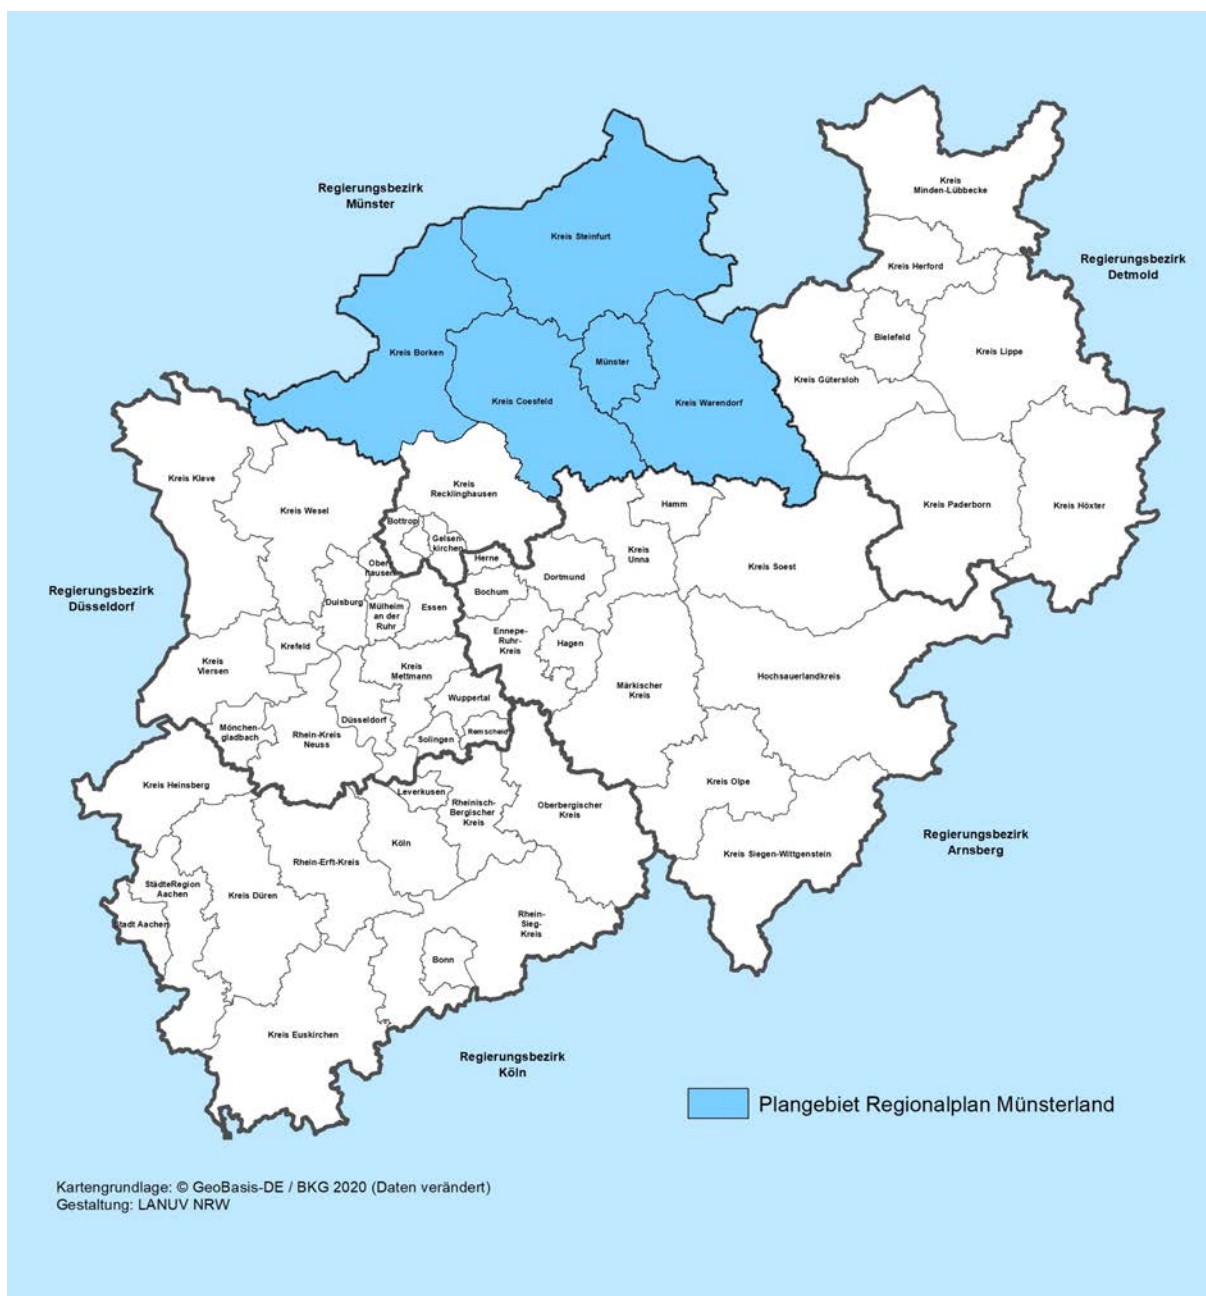 Regierungsbezirk
Münster
Kreis
Minden-Lübbecke
Kreis Steinfurt
Regierungsbezirk
Detmold
Kreis Herford
Bielefeld
Kreis Lippe
Kreis Borken
Münster
Kreis Gütersloh
Kreis Coesfeld
Kreis Warendorf
Kreis Kleve
Kreis
Recklinghausen
Kreis Wesel
Hamm
Kreis Paderborn
Kreis Höxter
Bottrop
Gelsen-
kirchen
Kreis
Unna
Herne
Ober-
hausen
Dortmund
Kreis Soest
Regierungsbezirk
Düsseldorf
Bochum
Duisburg
Mülheim
an der
Ruhr
Essen
Ennepe-
Ruhr-
Kreis
Hagen
Krefeld
Kreis
Viersen
Kreis
Mettmann
Märkischer
Kreis
Hochsauerlandkreis
Wuppertal
Mönchen-
gladbach
Rhein-Kreis
Neuss
Düsseldorf
Solingen
Remscheid
Kreis Heinsberg
Leverkusen
Rheinisch-
Bergischer
Kreis
Oberbergischer
Kreis
Kreis Olpe
Regierungsbezirk
Arnsberg
Köln
Kreis Siegen-Wittgenstein
Rhein-Erft-Kreis
StädteRegion
Aachen
Kreis Düren
Stadt Aachen
Rhein-
Sieg-
Kreis
Bonn
Kreis Euskirchen
Regierungsbezirk
Köln
Plangebiet Regionalplan Münsterland
Kartengrundlage: © GeoBasis-DE / BKG 2020 (Daten verändert)
Gestaltung: LANUV NRW